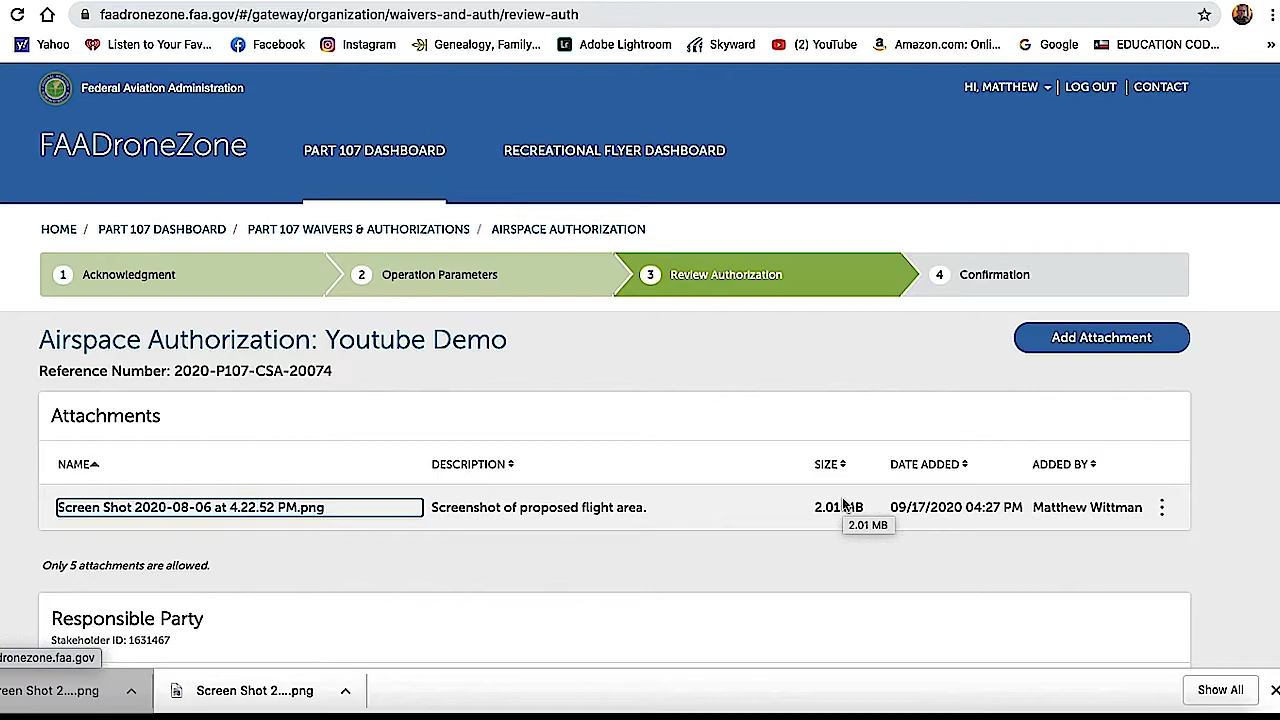 faadronezone.faa.gov/#/gateway/organization/waivers-and-auth/review-auth
Yahoo Listen to Your Fav... Facebook Instagram Genealogy, Family... Lr Adobe Lightroom Skyward (2) YouTube Amazon.com: Onli... Google EDUCATION COD... »
Federal Aviation Administration
HI, MATTHEW | LOG OUT | CONTACT
FAADroneZone
PART 107 DASHBOARD
RECREATIONAL FLYER DASHBOARD
HOME / PART 107 DASHBOARD / PART 107 WAIVERS & AUTHORIZATIONS / AIRSPACE AUTHORIZATION
1 Acknowledgment 2 Operation Parameters 3 Review Authorization 4 Confirmation
Airspace Authorization: Youtube Demo
Add Attachment
Reference Number: 2020-P107-CSA-20074
Attachments
NAME DESCRIPTION SIZE DATE ADDED ADDED BY
Screen Shot 2020-08-06 at 4.22.52 PM.png Screenshot of proposed flight area. 2.01 MB 09/17/2020 04:27 PM Matthew Wittman
2.01 MB
Only 5 attachments are allowed.
Responsible Party
Stakeholder ID: 1631467
dronezone.faa.gov
reen Shot 2....png Screen Shot 2....png Show All